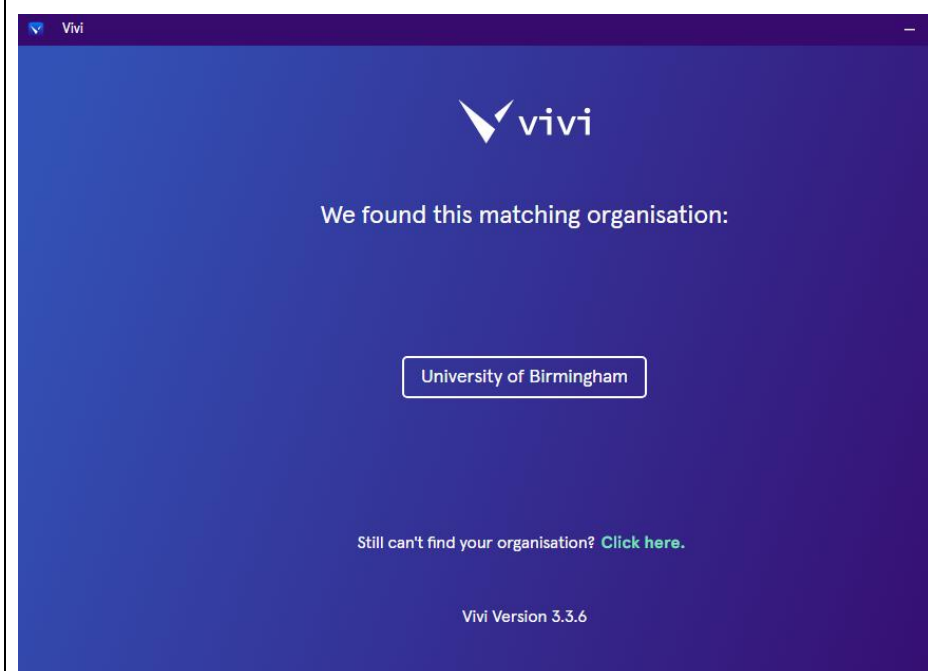 Vivi
vivi
We found this matching organisation:
University of Birmingham
Still can't find your organisation? Click here.
Vivi Version 3.3.6